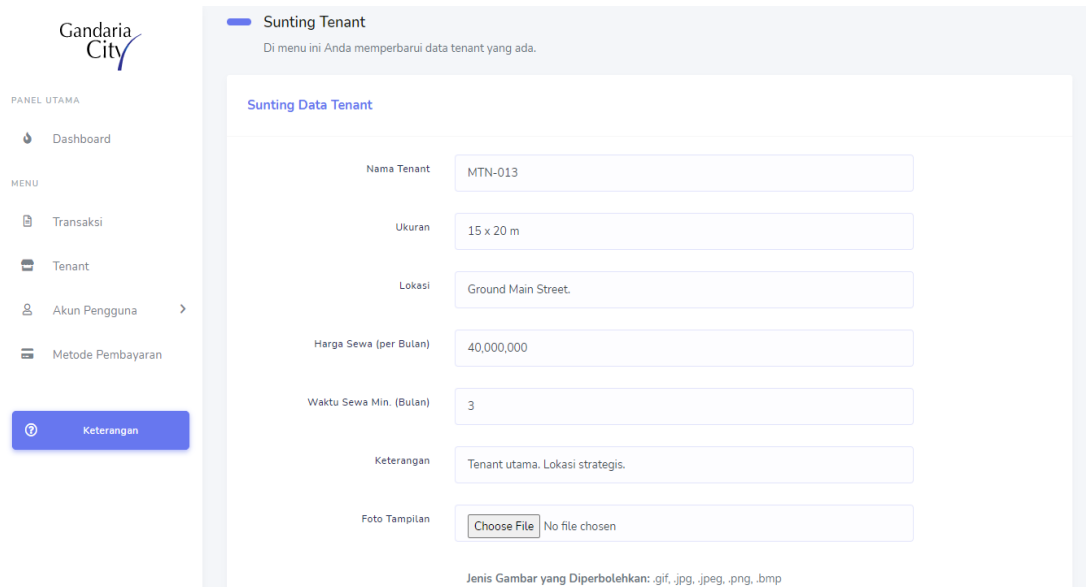 Gandaria
City
PANEL UTAMA
Dashboard
MENU
Transaksi
Tenant
Akun Pengguna
Metode Pembayaran
Keterangan
Sunting Tenant
Di menu ini Anda memperbarui data tenant yang ada.
Sunting Data Tenant
Nama Tenant
MTN-013
Ukuran
15 x 20 m
Lokasi
Ground Main Street.
Harga Sewa (per Bulan)
40,000,000
Waktu Sewa Min. (Bulan)
3
Keterangan
Tenant utama. Lokasi strategis.
Foto Tampilan
Choose File No file chosen
Jenis Gambar yang Diperbolehkan: .gif, .jpg, .jpeg, .png, .bmp